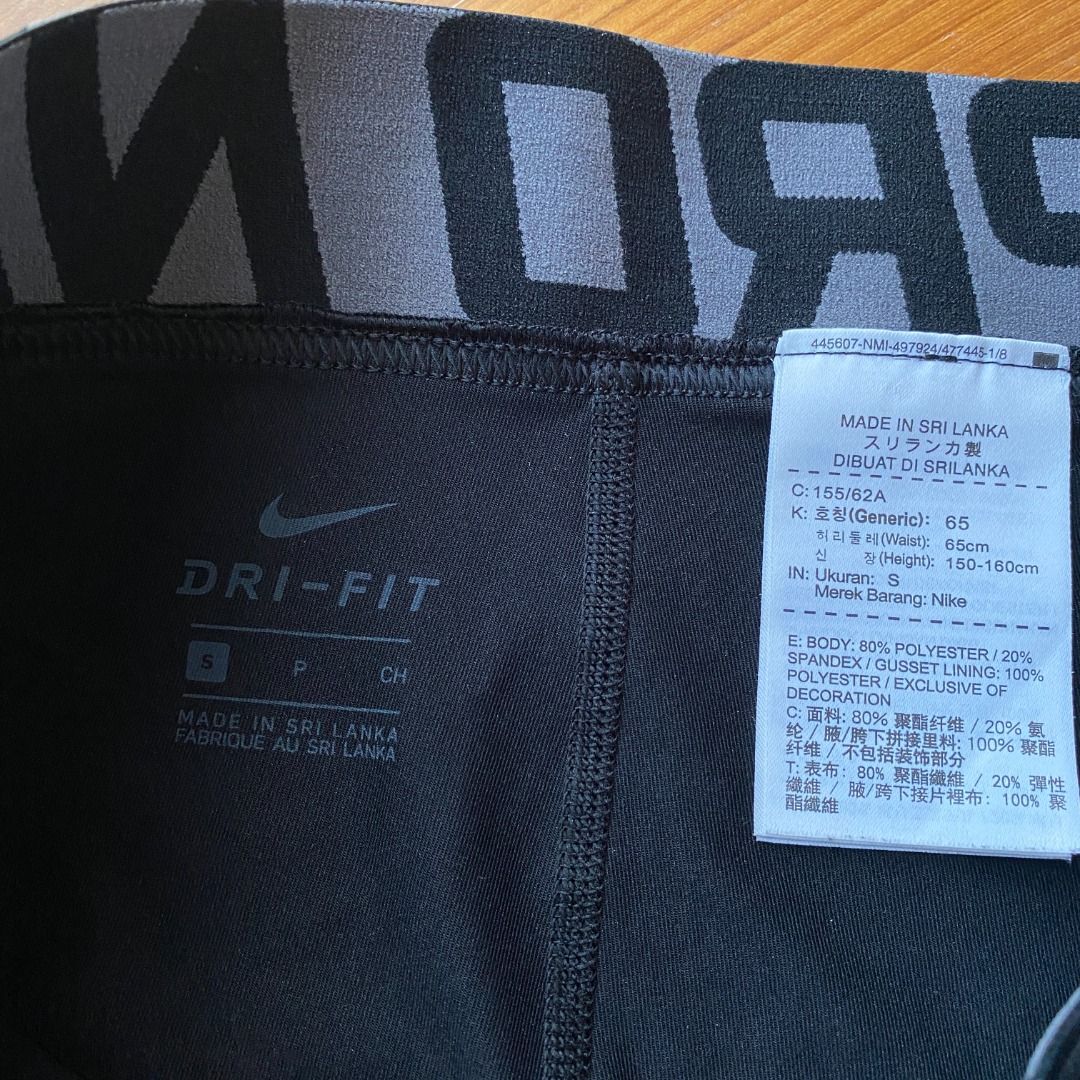 PRO N
445607-NMI-497924/477445-1/8
MADE IN SRI LANKA
スリランカ製
DIBUAT DI SRILANKA
C: 155/62A
K: 호칭(Generic): 65
허리둘레(Waist): 65cm
신 장(Height): 150-160cm
IN: Ukuran: S
Merek Barang: Nike
E: BODY: 80% POLYESTER / 20%
SPANDEX / GUSSET LINING: 100%
POLYESTER / EXCLUSIVE OF
DECORATION
C: 面料: 80% 聚酯纤维 / 20% 氨
纶 / 腋/胯下拼接里料: 100% 聚酯
纤维 / 不包括装饰部分
T: 表布: 80% 聚酯纖維 / 20% 彈性
纖維 / 腋/胯下接片裡布: 100% 聚
酯纖維
DRI-FIT
S P CH
MADE IN SRI LANKA
FABRIQUE AU SRI LANKA